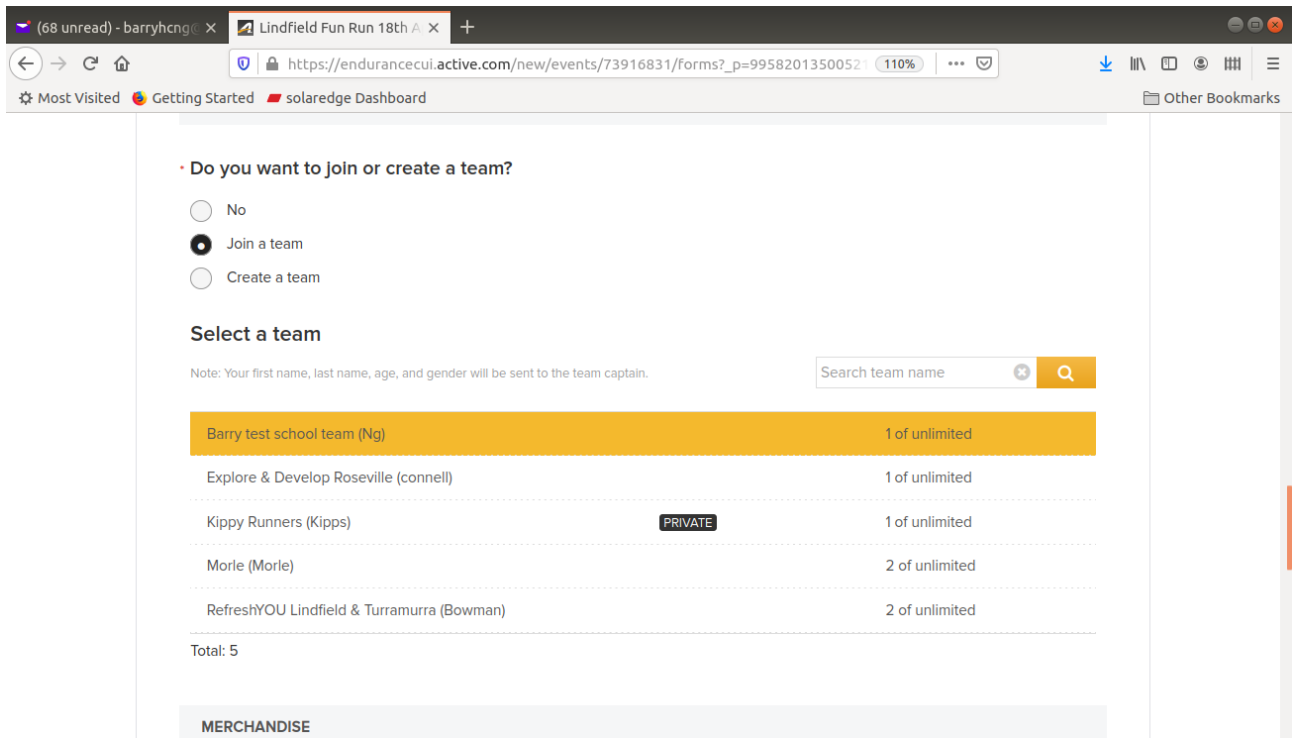 (68 unread) - barryhcng@
Lindfield Fun Run 18th A
https://endurancecui.active.com/new/events/73916831/forms?_p=99582013500521 110%
Most Visited Getting Started solaredge Dashboard Other Bookmarks
* Do you want to join or create a team?
No
Join a team
Create a team
Select a team
Note: Your first name, last name, age, and gender will be sent to the team captain.
Search team name
Barry test school team (Ng) 1 of unlimited
Explore & Develop Roseville (connell) 1 of unlimited
Kippy Runners (Kipps) PRIVATE 1 of unlimited
Morle (Morle) 2 of unlimited
RefreshYOU Lindfield & Turramurra (Bowman) 2 of unlimited
Total: 5
MERCHANDISE